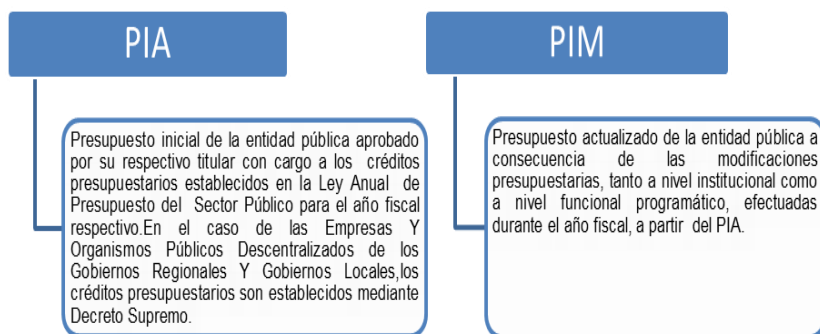 PIA
Presupuesto inicial de la entidad pública aprobado
por su respectivo titular con cargo a los créditos
presupuestarios establecidos en la Ley Anual de
Presupuesto del Sector Público para el año fiscal
respectivo.En el caso de las Empresas Y
Organismos Públicos Descentralizados de los
Gobiernos Regionales Y Gobiernos Locales,los
créditos presupuestarios son establecidos mediante
Decreto Supremo.
PIM
Presupuesto actualizado de la entidad pública a
consecuencia de las modificaciones
presupuestarias, tanto a nivel institucional como
a nivel funcional programático, efectuadas
durante el año fiscal, a partir del PIA.